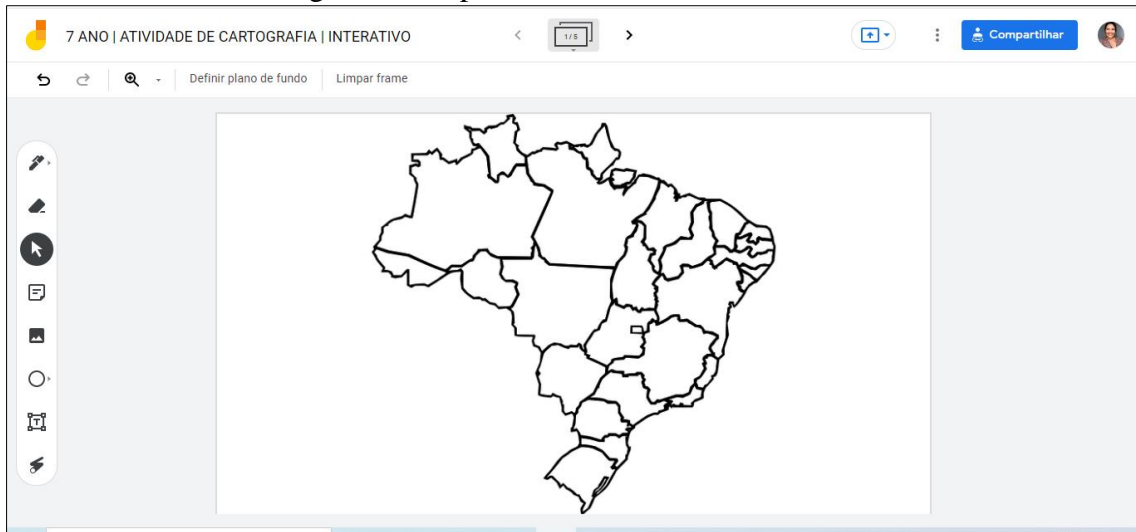 7 ANO | ATIVIDADE DE CARTOGRAFIA | INTERATIVO
1/5
Compartilhar
Definir plano de fundo
Limpar frame